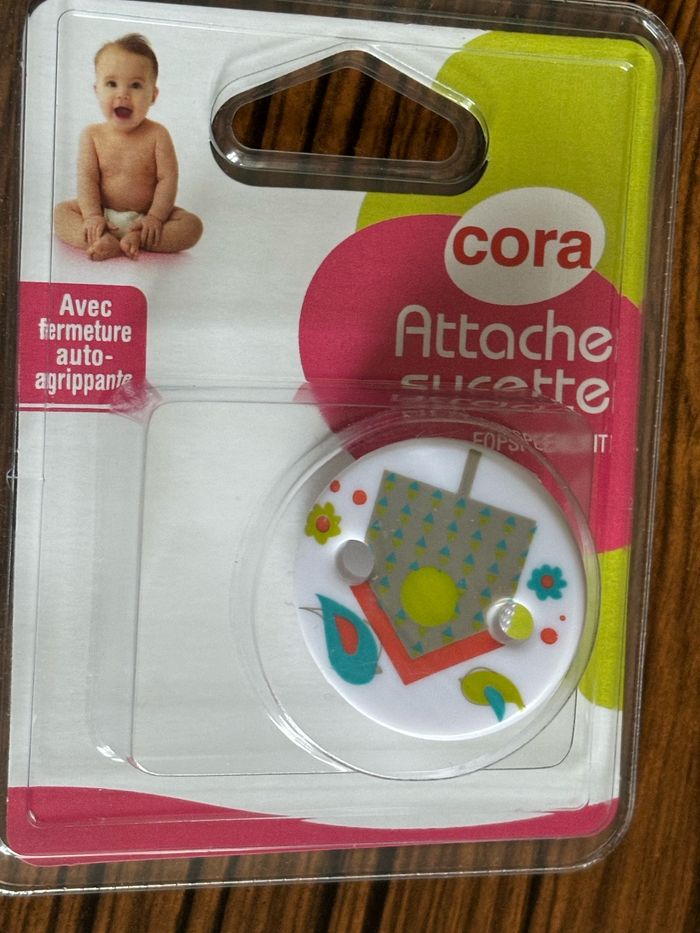 cora
Attache
sucette
Avec
fermeture
auto-
agrippante